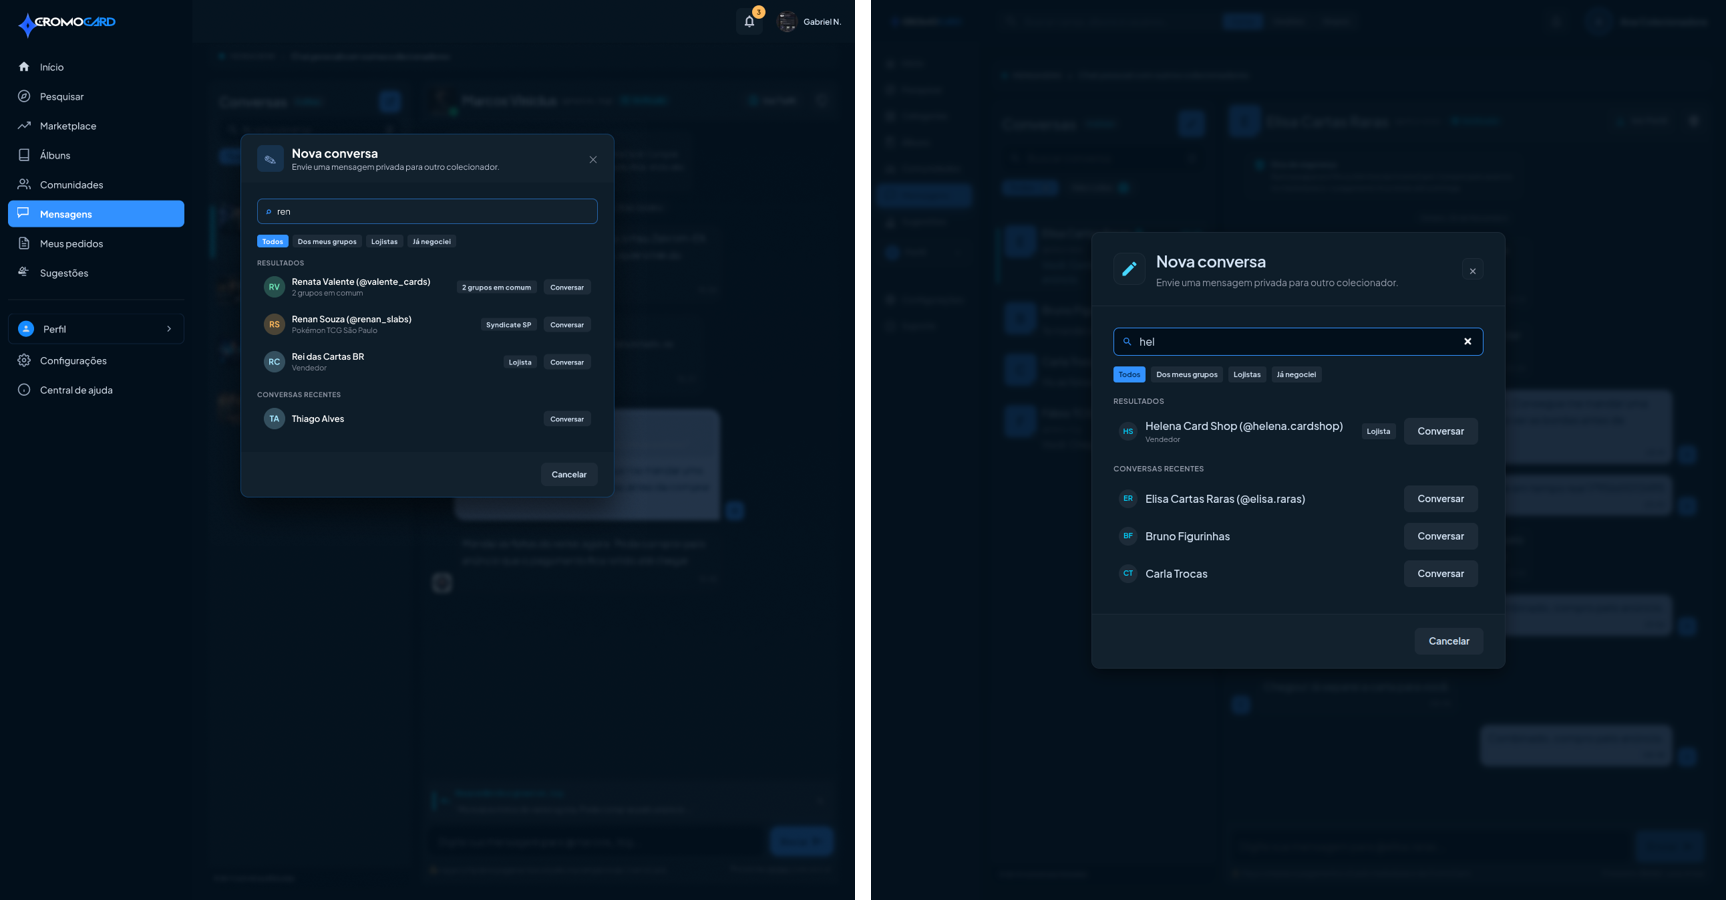 CROMOCARD
Início
Pesquisar
Marketplace
Álbuns
Comunidades
Mensagens
Meus pedidos
Sugestões
Perfil
Configurações
Central de ajuda
3
Gabriel N.
Nova conversa
Envie uma mensagem privada para outro colecionador.
ren
Todos Dos meus grupos Lojistas Já negociei
RESULTADOS
RV Renata Valente (@valente_cards) 2 grupos em comum Conversar
2 grupos em comum
RS Renan Souza (@renan_slabs) Syndicate SP Conversar
Pokémon TCG São Paulo
RC Rei das Cartas BR Lojista Conversar
Vendedor
CONVERSAS RECENTES
TA Thiago Alves Conversar
Cancelar
Nova conversa
Envie uma mensagem privada para outro colecionador.
hel
Todos Dos meus grupos Lojistas Já negociei
RESULTADOS
HS Helena Card Shop (@helena.cardshop) Lojista Conversar
Vendedor
CONVERSAS RECENTES
ER Elisa Cartas Raras (@elisa.raras) Conversar
BF Bruno Figurinhas Conversar
CT Carla Trocas Conversar
Cancelar